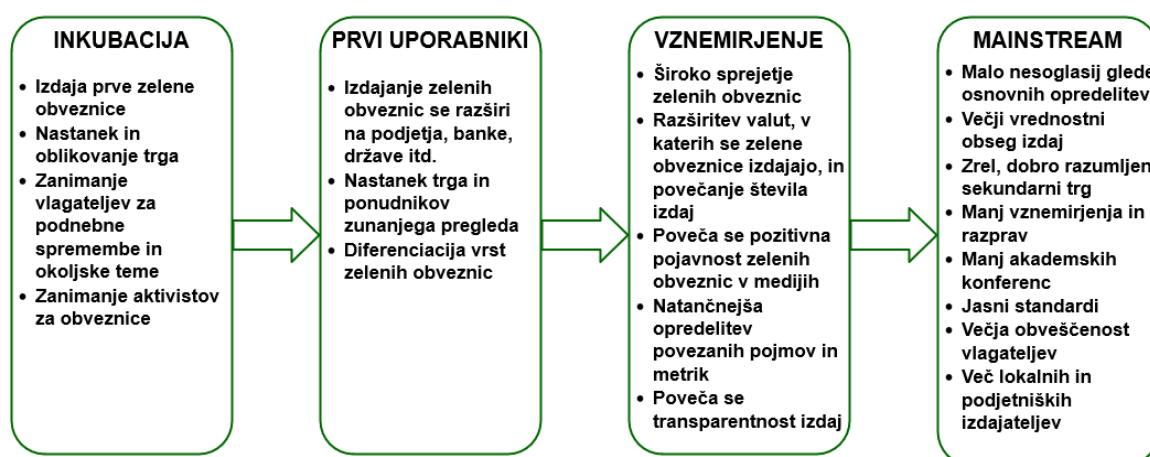 INKUBACIJA
• Izdaja prve zelene
obveznice
• Nastanek in
oblikovanje trga
• Zanimanje
vlagateljev za
podnebne
spremembe in
okoljske teme
• Zanimanje aktivistov
za obveznice
PRVI UPORABNIKI
• Izdajanje zelenih
obveznic se razširi
na podjetja, banke,
države itd.
• Nastanek trga in
ponudnikov
zunanjega pregleda
• Diferenciacija vrst
zelenih obveznic
VZNEMIRJENJE
• Široko sprejetje
zelenih obveznic
• Razširitev valut, v
katerih se zelene
obveznice izdajajo, in
povečanje števila
izdaj
• Poveča se pozitivna
pojavnost zelenih
obveznic v medijih
• Natančnejša
opredelitev
povezanih pojmov in
metrik
• Poveča se
transparentnost izdaj
MAINSTREAM
• Malo nesoglasij glede
osnovnih opredelitev
• Večji vrednostni
obseg izdaj
• Zrel, dobro razumljen
sekundarni trg
• Manj vznemirjenja in
razprav
• Manj akademskih
konferenc
• Jasni standardi
• Večja obveščenost
vlagateljev
• Več lokalnih in
podjetniških
izdajateljev